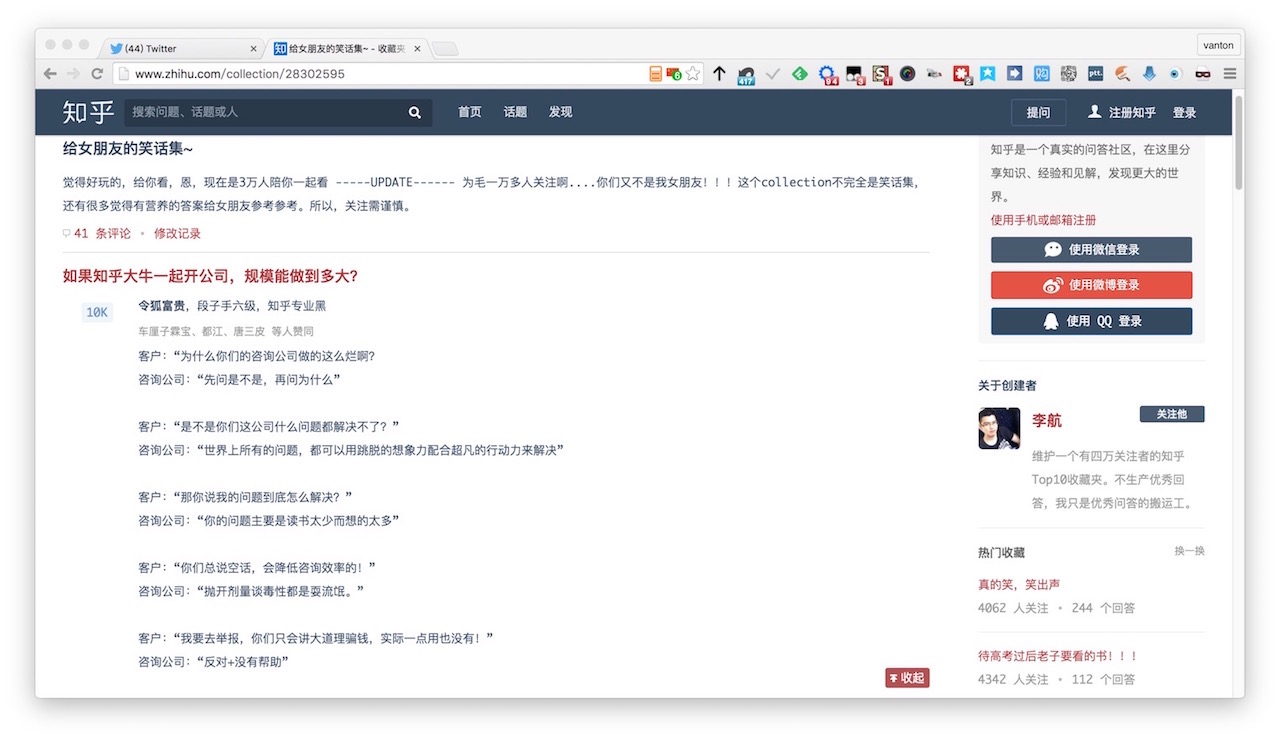 (44) Twitter
知 给女朋友的笑话集~ - 收藏夹
vanton
www.zhihu.com/collection/28302595
6
417
94
3
1
2
ptt.
知乎
搜索问题、话题或人
首页
话题
发现
提问
注册知乎
登录
给女朋友的笑话集~
觉得好玩的，给你看，恩，现在是3万人陪你一起看 -----UPDATE------ 为毛一万多人关注啊....你们又不是我女朋友！！！这个collection不完全是笑话集，
还有很多觉得有营养的答案给女朋友参考参考。所以，关注需谨慎。
41 条评论 • 修改记录
如果知乎大牛一起开公司，规模能做到多大？
10K
令狐富贵，段子手六级，知乎专业黑
车厘子霖宝、都江、唐三皮 等人赞同
客户：“为什么你们的咨询公司做的这么烂啊？
咨询公司：“先问是不是，再问为什么”
客户：“是不是你们这公司什么问题都解决不了？”
咨询公司：“世界上所有的问题，都可以用跳脱的想象力配合超凡的行动力来解决”
客户：“那你说我的问题到底怎么解决？”
咨询公司：“你的问题主要是读书太少而想的太多”
客户：“你们总说空话，会降低咨询效率的！”
咨询公司：“抛开剂量谈毒性都是耍流氓。”
客户：“我要去举报，你们只会讲大道理骗钱，实际一点用也没有！”
咨询公司：“反对+没有帮助”
收起
知乎是一个真实的问答社区，在这里分
享知识、经验和见解，发现更大的世
界。
使用手机或邮箱注册
使用微信登录
使用微博登录
使用 QQ 登录
关于创建者
李航
关注他
维护一个有四万关注者的知乎
Top10收藏夹。不生产优秀回
答，我只是优秀问答的搬运工。
热门收藏
换一换
真的笑，笑出声
4062 人关注 • 244 个回答
待高考过后老子要看的书！！！
4342 人关注 • 112 个回答